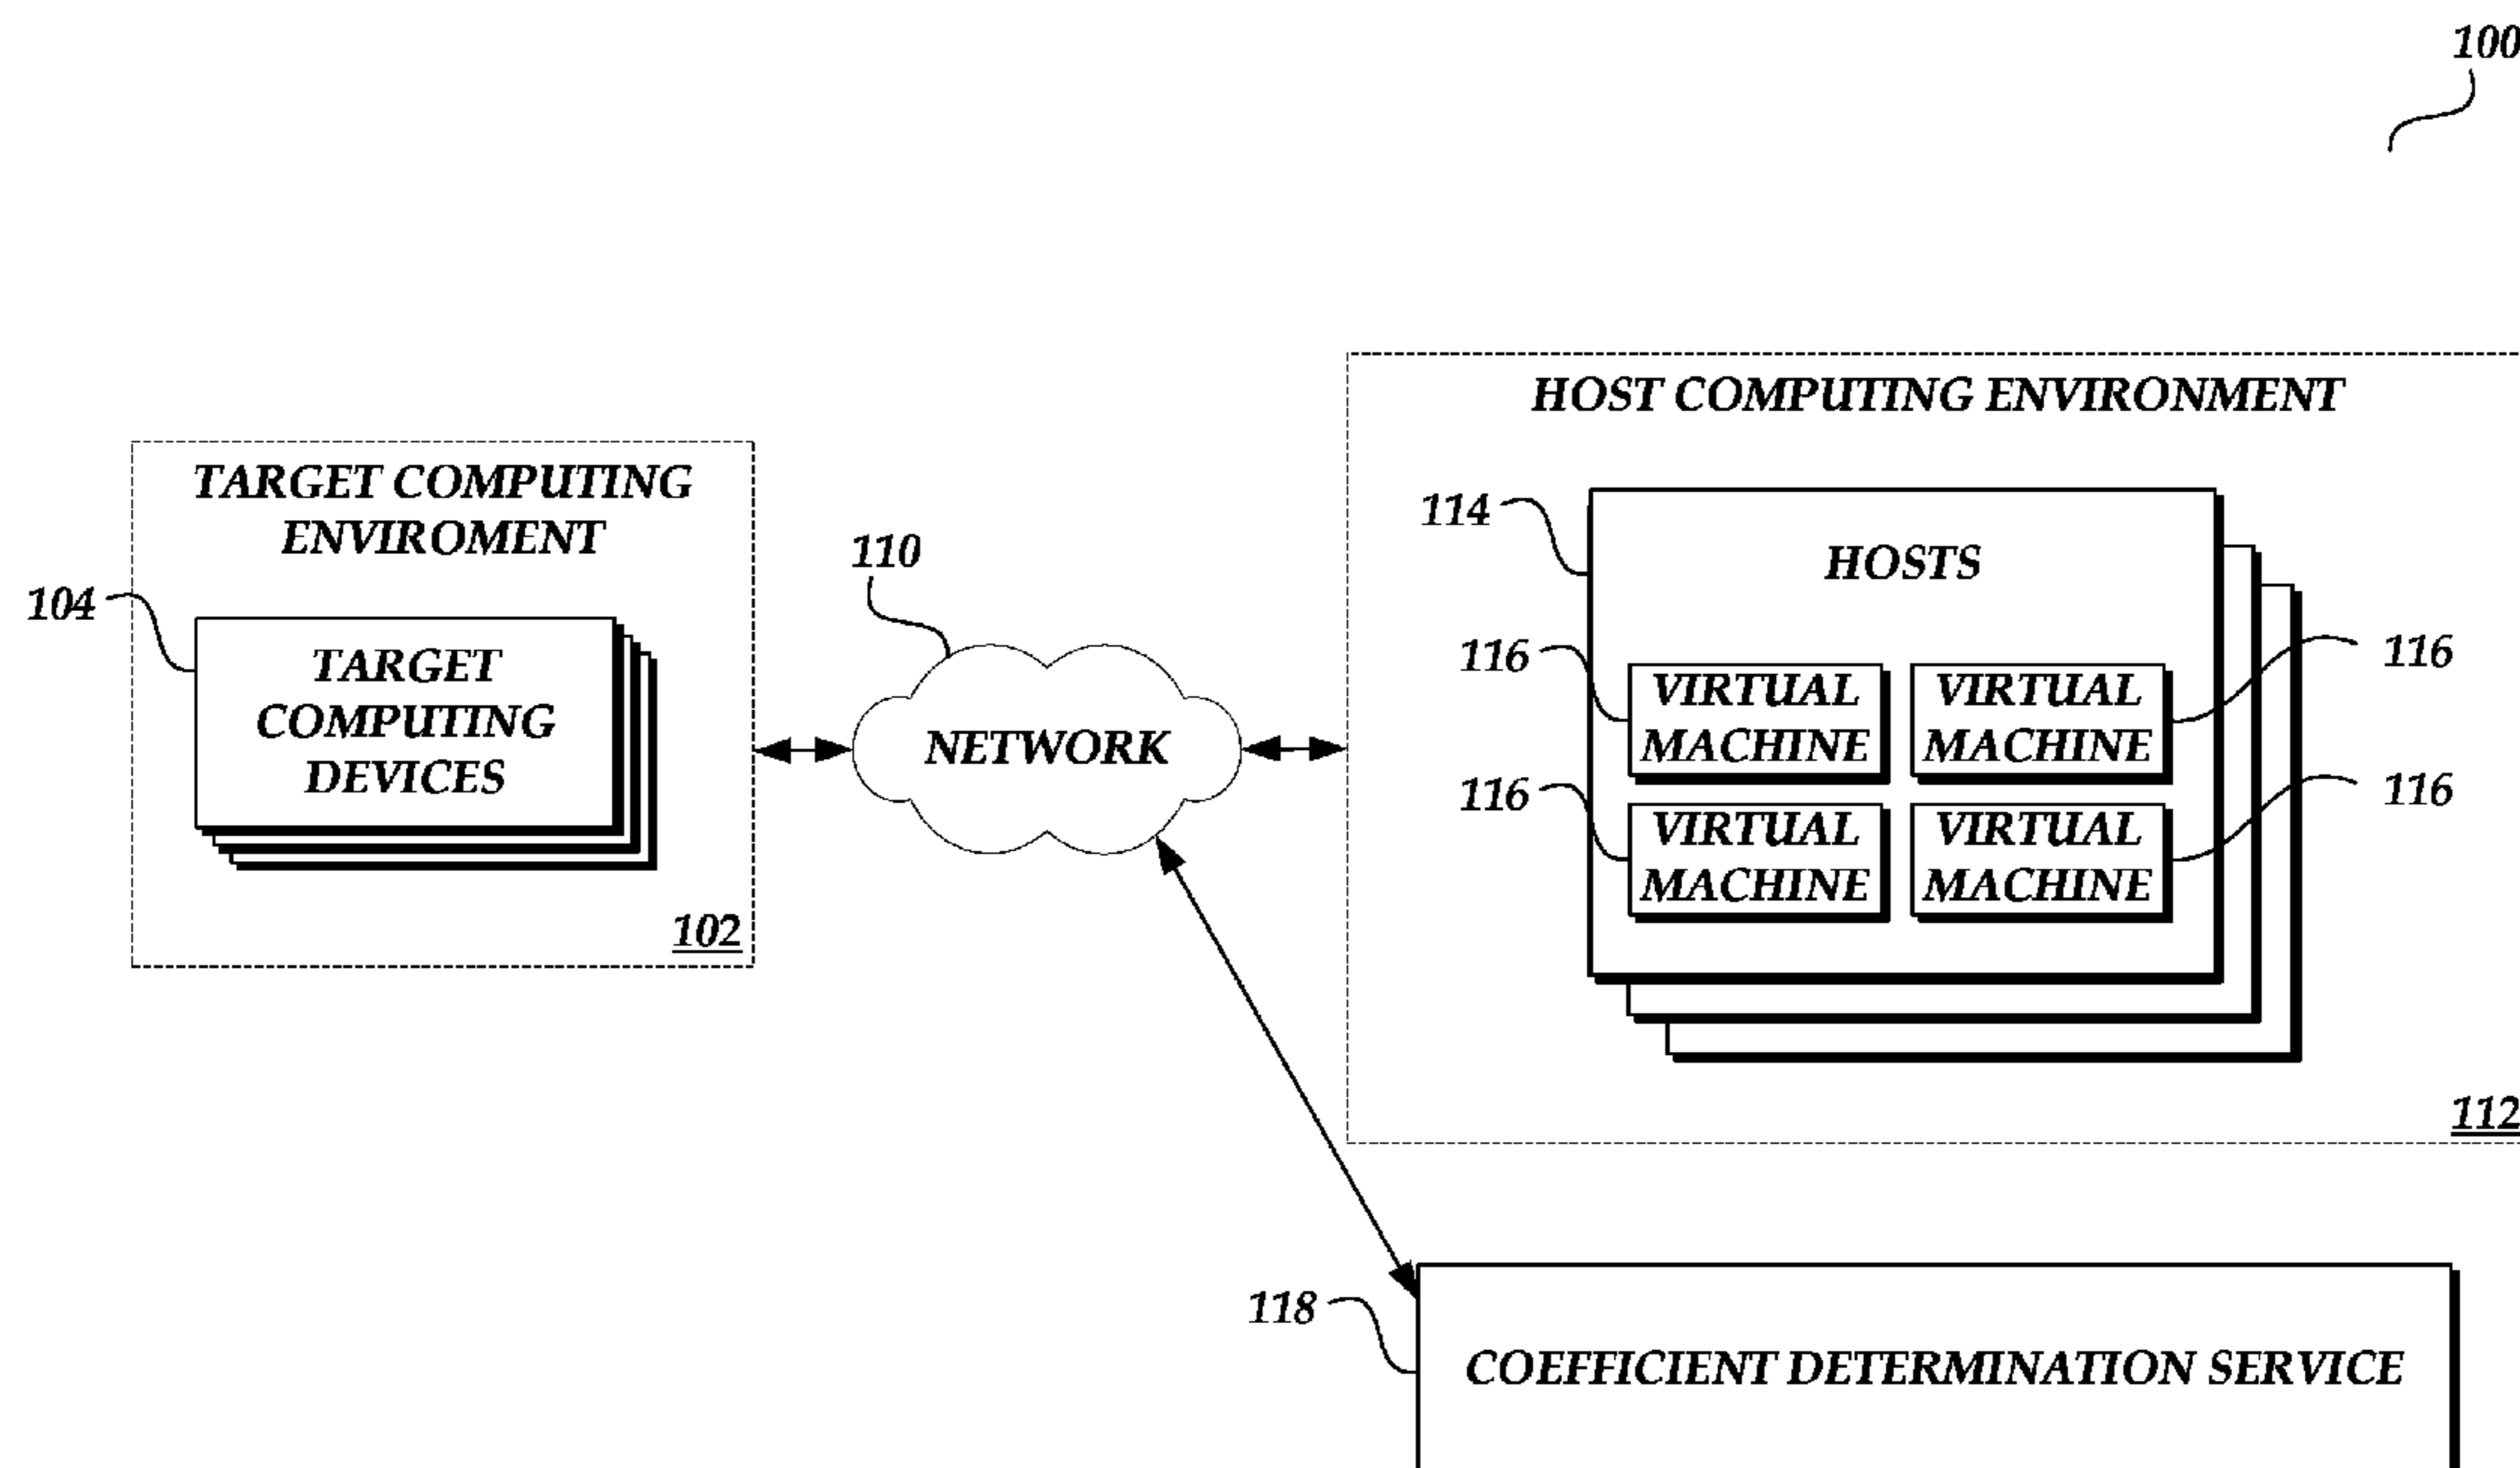 100
HOST COMPUTING ENVIRONMENT
TARGET COMPUTING
ENVIROMENT
114
HOSTS
110
104
TARGET
COMPUTING
DEVICES
116
VIRTUAL
MACHINE
VIRTUAL
MACHINE
116
NETWORK
116
VIRTUAL
MACHINE
VIRTUAL
MACHINE
116
102
112
118
COEFFICIENT DETERMINATION SERVICE